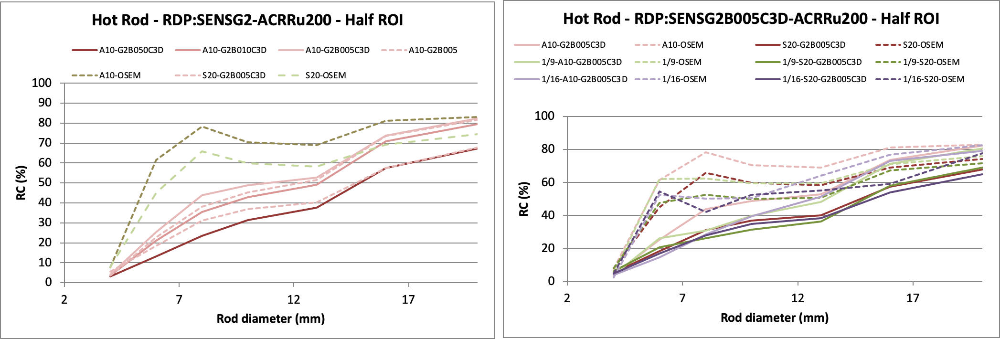 Hot Rod - RDP:SENSG2-ACRRu200 - Half ROI
A10-G2B050C3D A10-G2B010C3D A10-G2B005C3D A10-G2B005
A10-OSEM S20-G2B005C3D S20-OSEM
100
90
80
70
60
50
40
30
20
10
0
RC (%)
2 7 12 17
Rod diameter (mm)
Hot Rod - RDP:SENSG2B005C3D-ACRRu200 - Half ROI
A10-G2B005C3D A10-OSEM S20-G2B005C3D S20-OSEM
1/9-A10-G2B005C3D 1/9-OSEM 1/9-S20-G2B005C3D 1/9-S20-OSEM
1/16-A10-G2B005C3D 1/16-OSEM 1/16-S20-G2B005C3D 1/16-S20-OSEM
100
80
60
40
20
0
RC (%)
2 7 12 17
Rod diameter (mm)